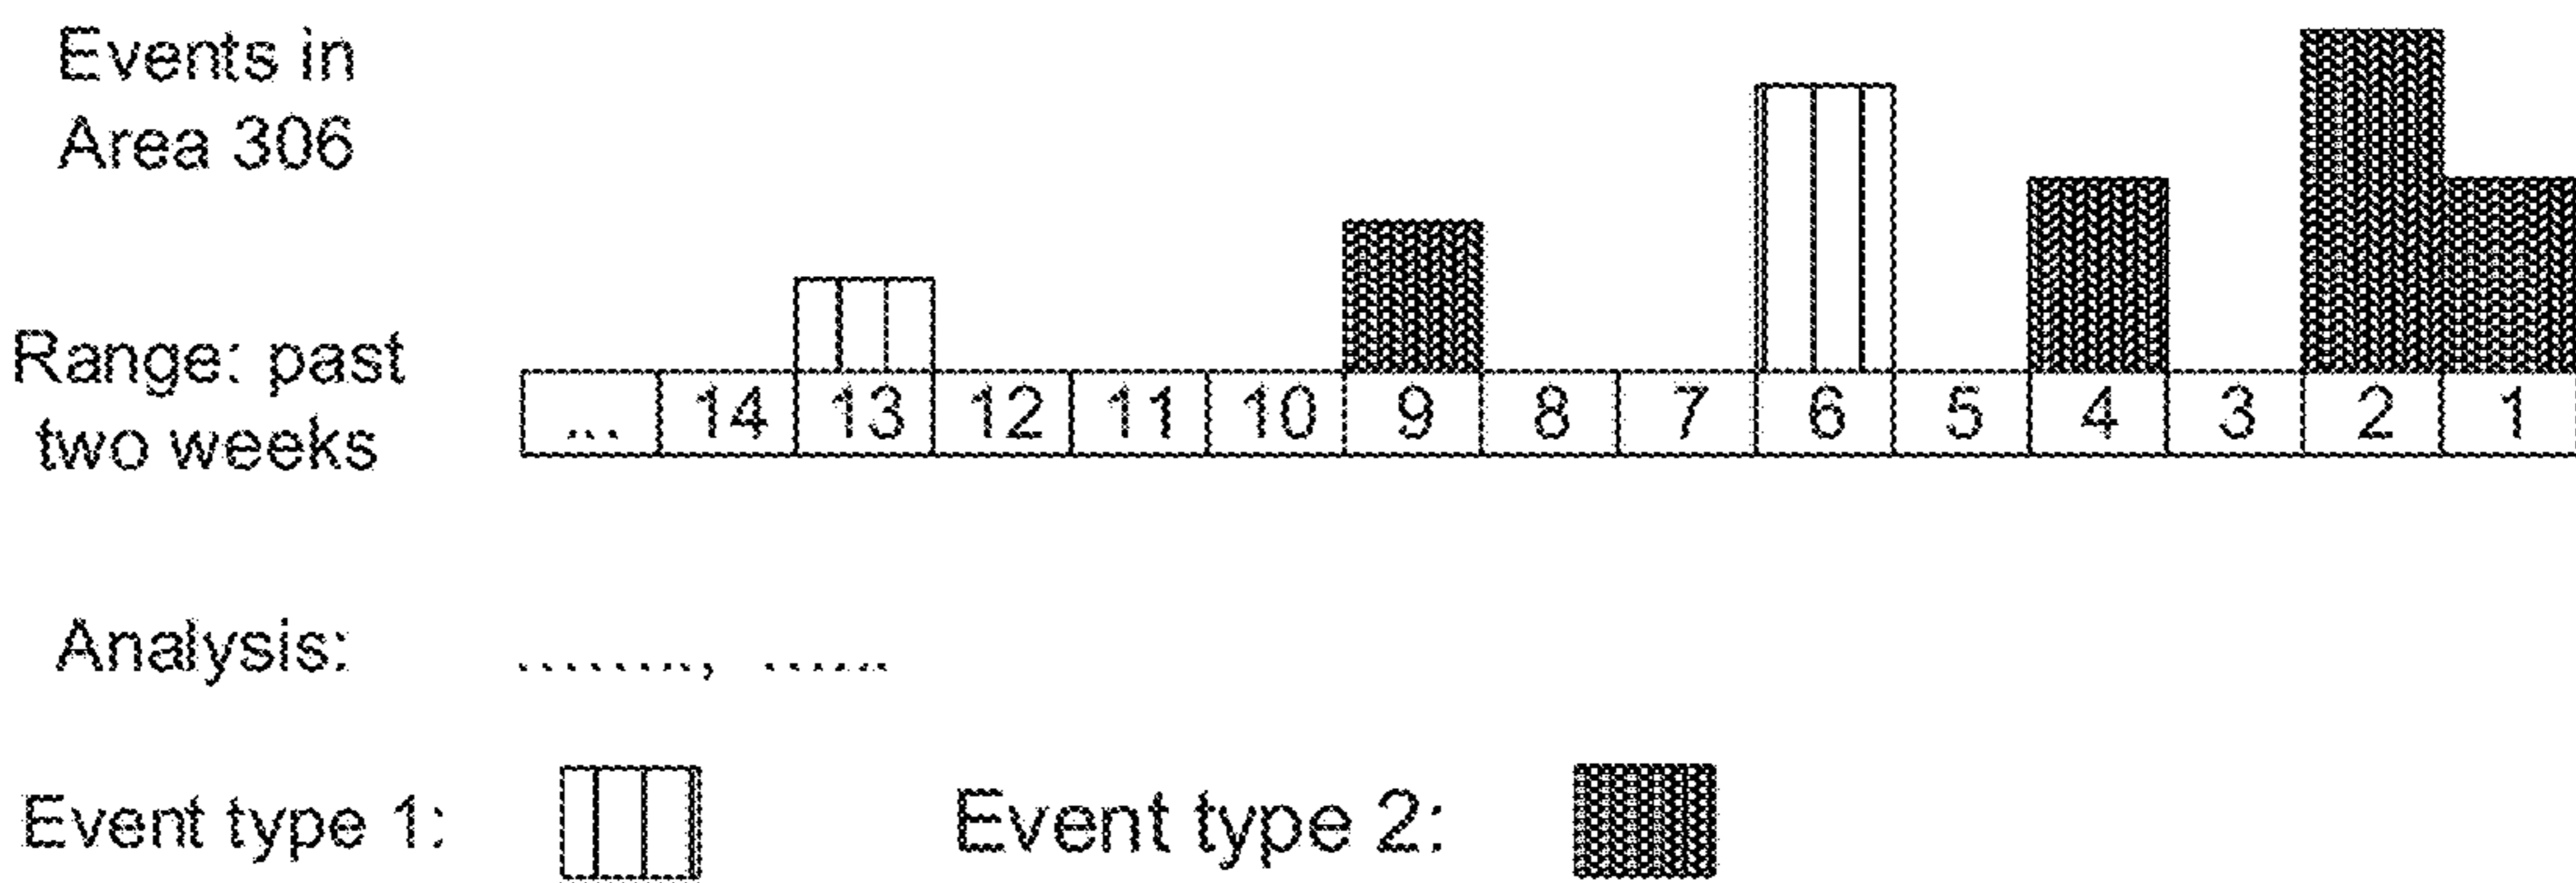 Events in
Area 306
Range: past
two weeks
... 14 13 12 11 10 9 8 7 6 5 4 3 2 1
Analysis: ........, ......
Event type 1: Event type 2: